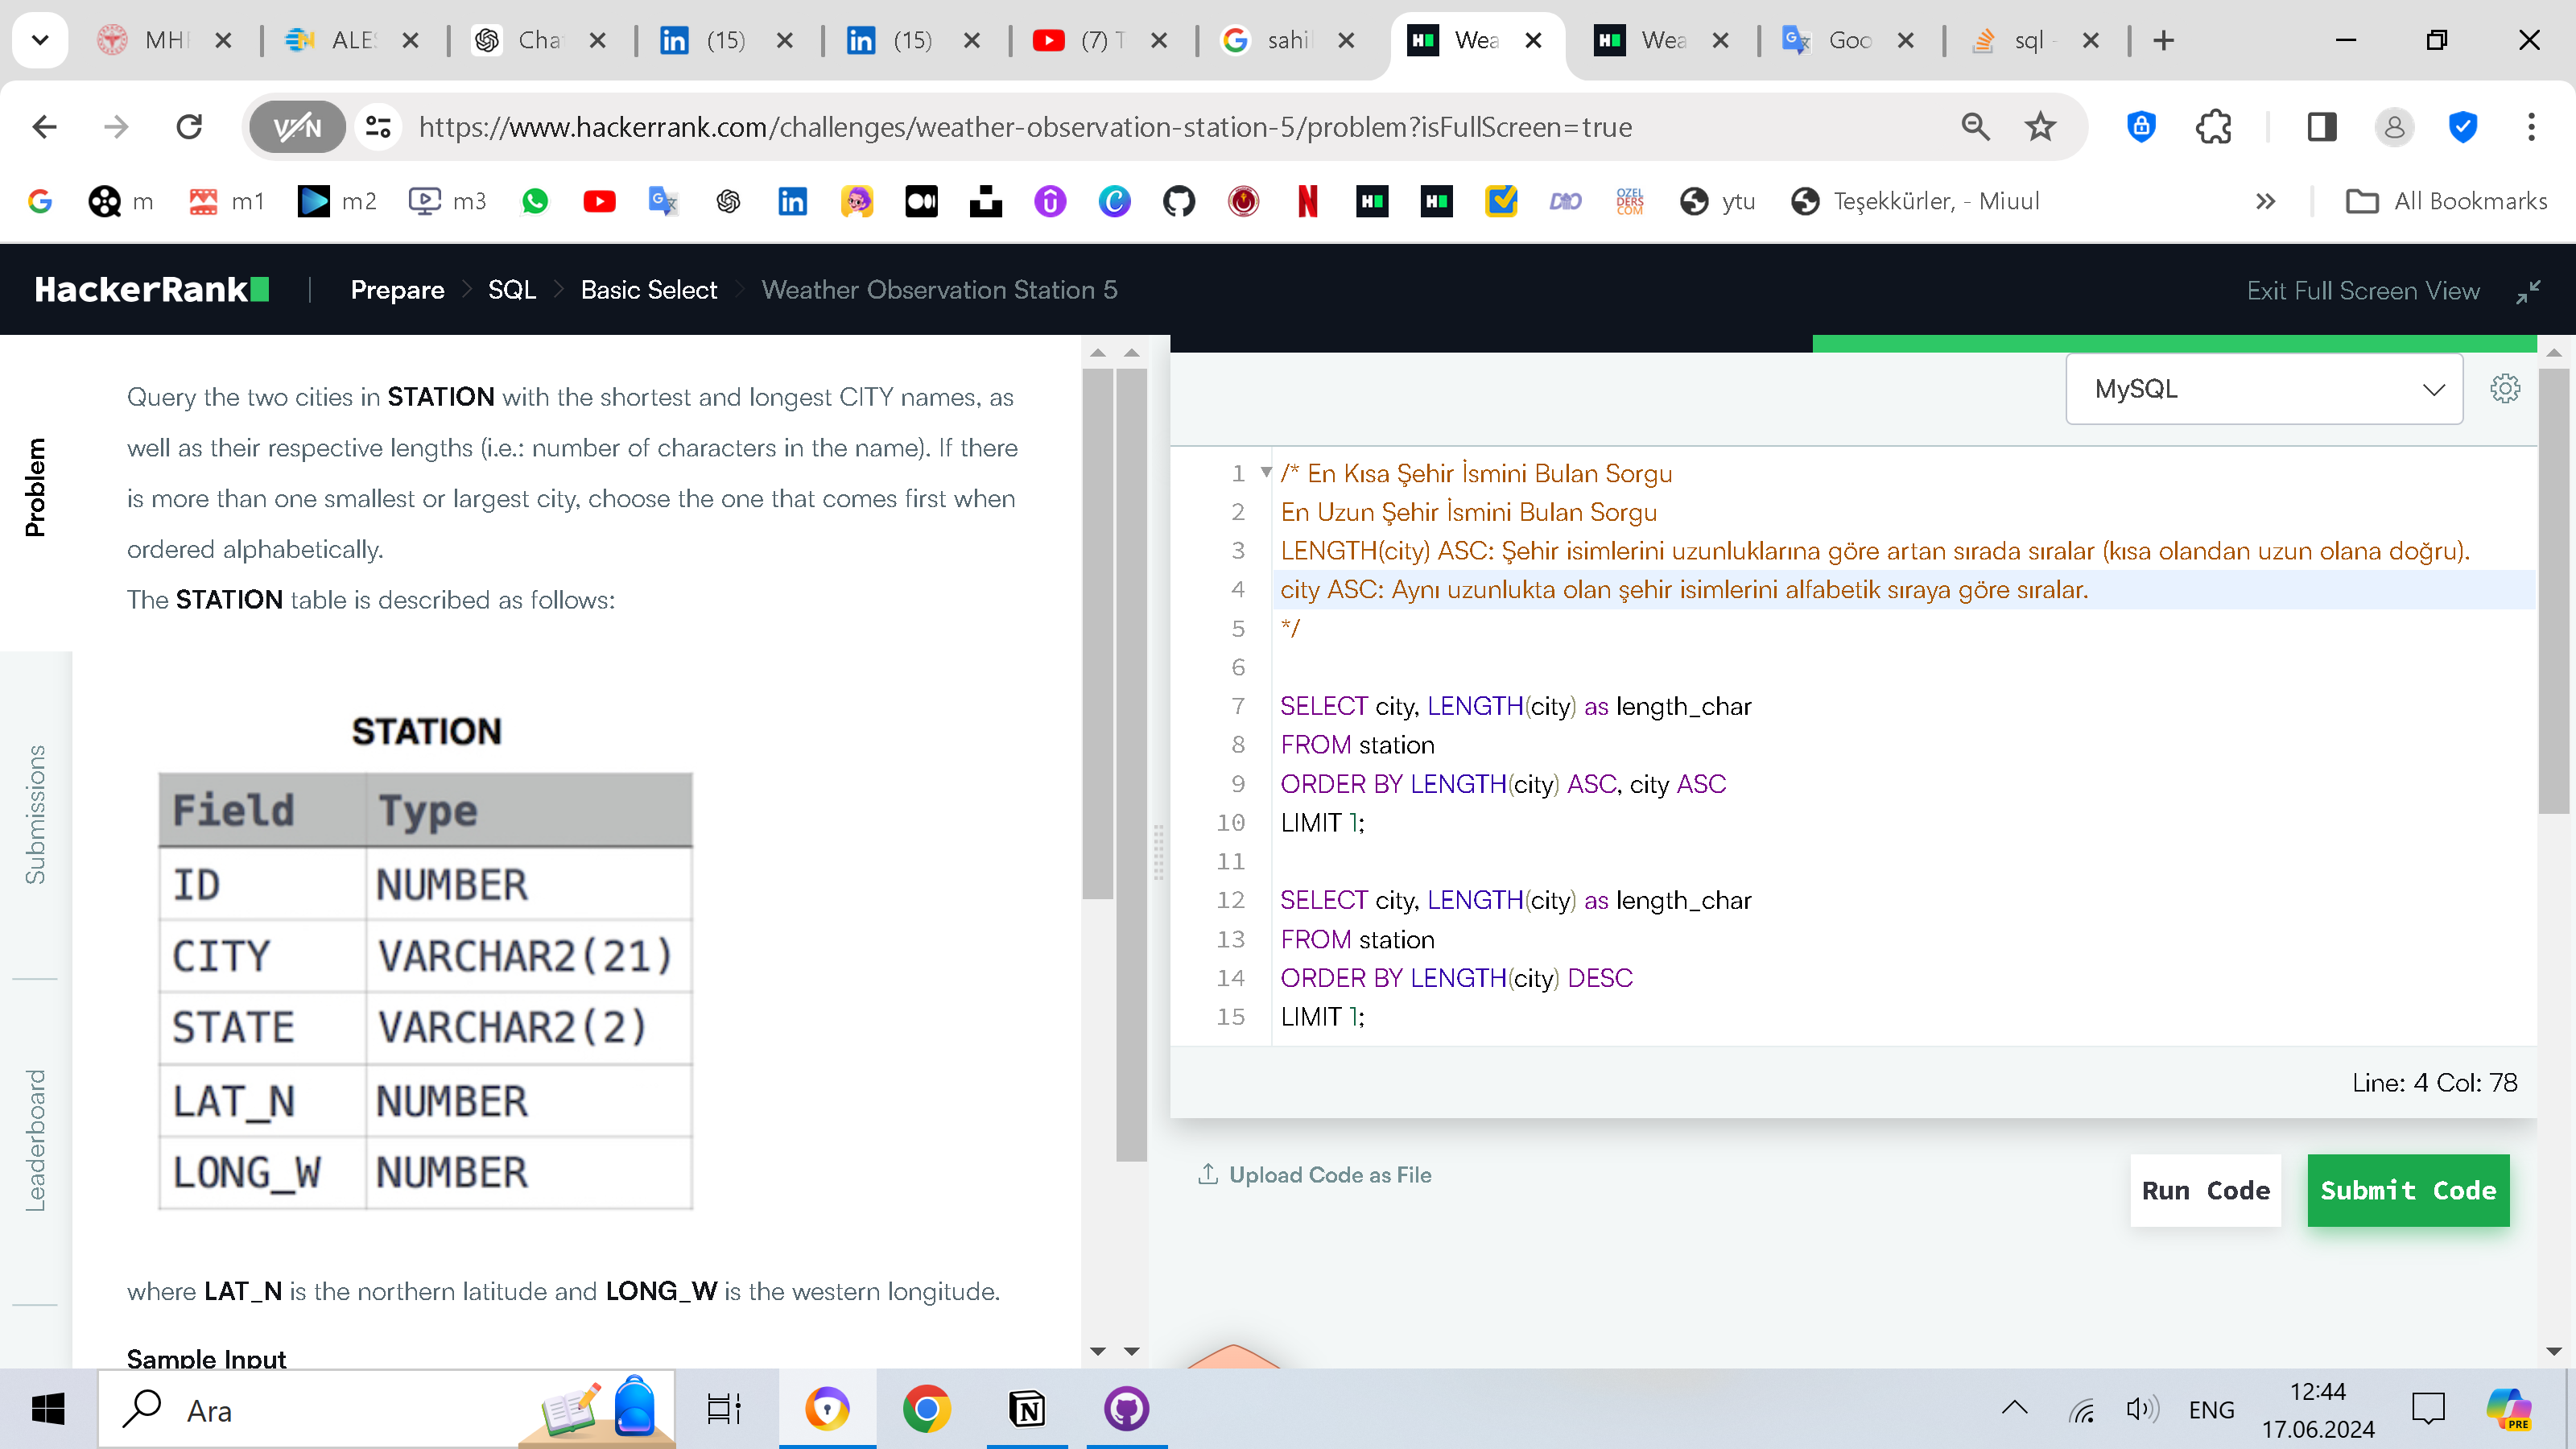 MH
ALE
Cha
(15)
(15)
(7) T
sahi
Wea
Wea
Goo
sql
VPN
https://www.hackerrank.com/challenges/weather-observation-station-5/problem?isFullScreen=true
m
m1
m2
m3
ytu
Teşekkürler, - Miuul
All Bookmarks
HackerRank
Prepare
SQL
Basic Select
Weather Observation Station 5
Exit Full Screen View
Problem
Submissions
Leaderboard
Query the two cities in STATION with the shortest and longest CITY names, as
well as their respective lengths (i.e.: number of characters in the name). If there
is more than one smallest or largest city, choose the one that comes first when
ordered alphabetically.
The STATION table is described as follows:
STATION
Field Type
ID NUMBER
CITY VARCHAR2(21)
STATE VARCHAR2(2)
LAT_N NUMBER
LONG_W NUMBER
where LAT_N is the northern latitude and LONG_W is the western longitude.
Sample Input
MySQL
1 /* En Kısa Şehir İsmini Bulan Sorgu
2 En Uzun Şehir İsmini Bulan Sorgu
3 LENGTH(city) ASC: Şehir isimlerini uzunluklarına göre artan sırada sıralar (kısa olandan uzun olana doğru).
4 city ASC: Aynı uzunlukta olan şehir isimlerini alfabetik sıraya göre sıralar.
5 */
6
7 SELECT city, LENGTH(city) as length_char
8 FROM station
9 ORDER BY LENGTH(city) ASC, city ASC
10 LIMIT 1;
11
12 SELECT city, LENGTH(city) as length_char
13 FROM station
14 ORDER BY LENGTH(city) DESC
15 LIMIT 1;
Line: 4 Col: 78
Upload Code as File
Run Code
Submit Code
Ara
ENG
12:44
17.06.2024
PRE